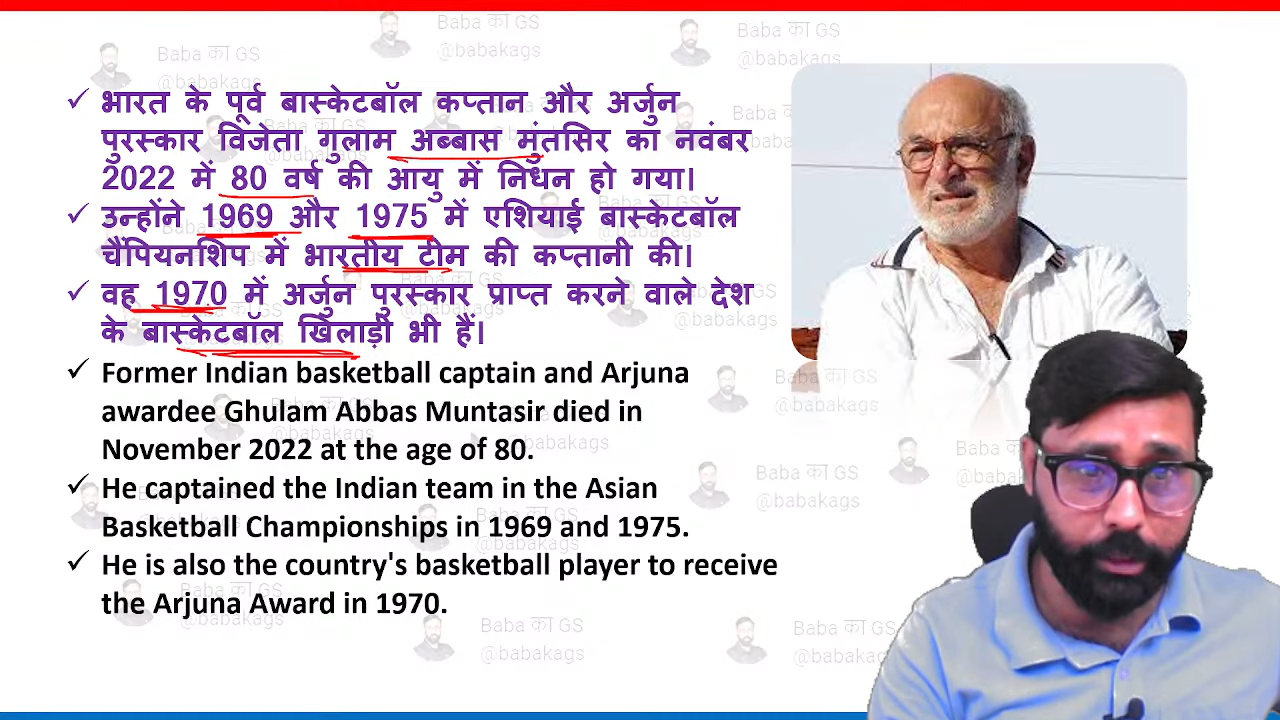 भारत के पूर्व बास्केटबॉल कप्तान और अर्जुन
पुरस्कार विजेता गुलाम अब्बास मुंतसिर का नवंबर
2022 में 80 वर्ष की आयु में निधन हो गया।
उन्होंने 1969 और 1975 में एशियाई बास्केटबॉल
चैंपियनशिप में भारतीय टीम की कप्तानी की।
वह 1970 में अर्जुन पुरस्कार प्राप्त करने वाले देश
के बास्केटबॉल खिलाड़ी भी हैं।
Former Indian basketball captain and Arjuna
awardee Ghulam Abbas Muntasir died in
November 2022 at the age of 80.
He captained the Indian team in the Asian
Basketball Championships in 1969 and 1975.
He is also the country's basketball player to receive
the Arjuna Award in 1970.
Baba का GS
@babakags